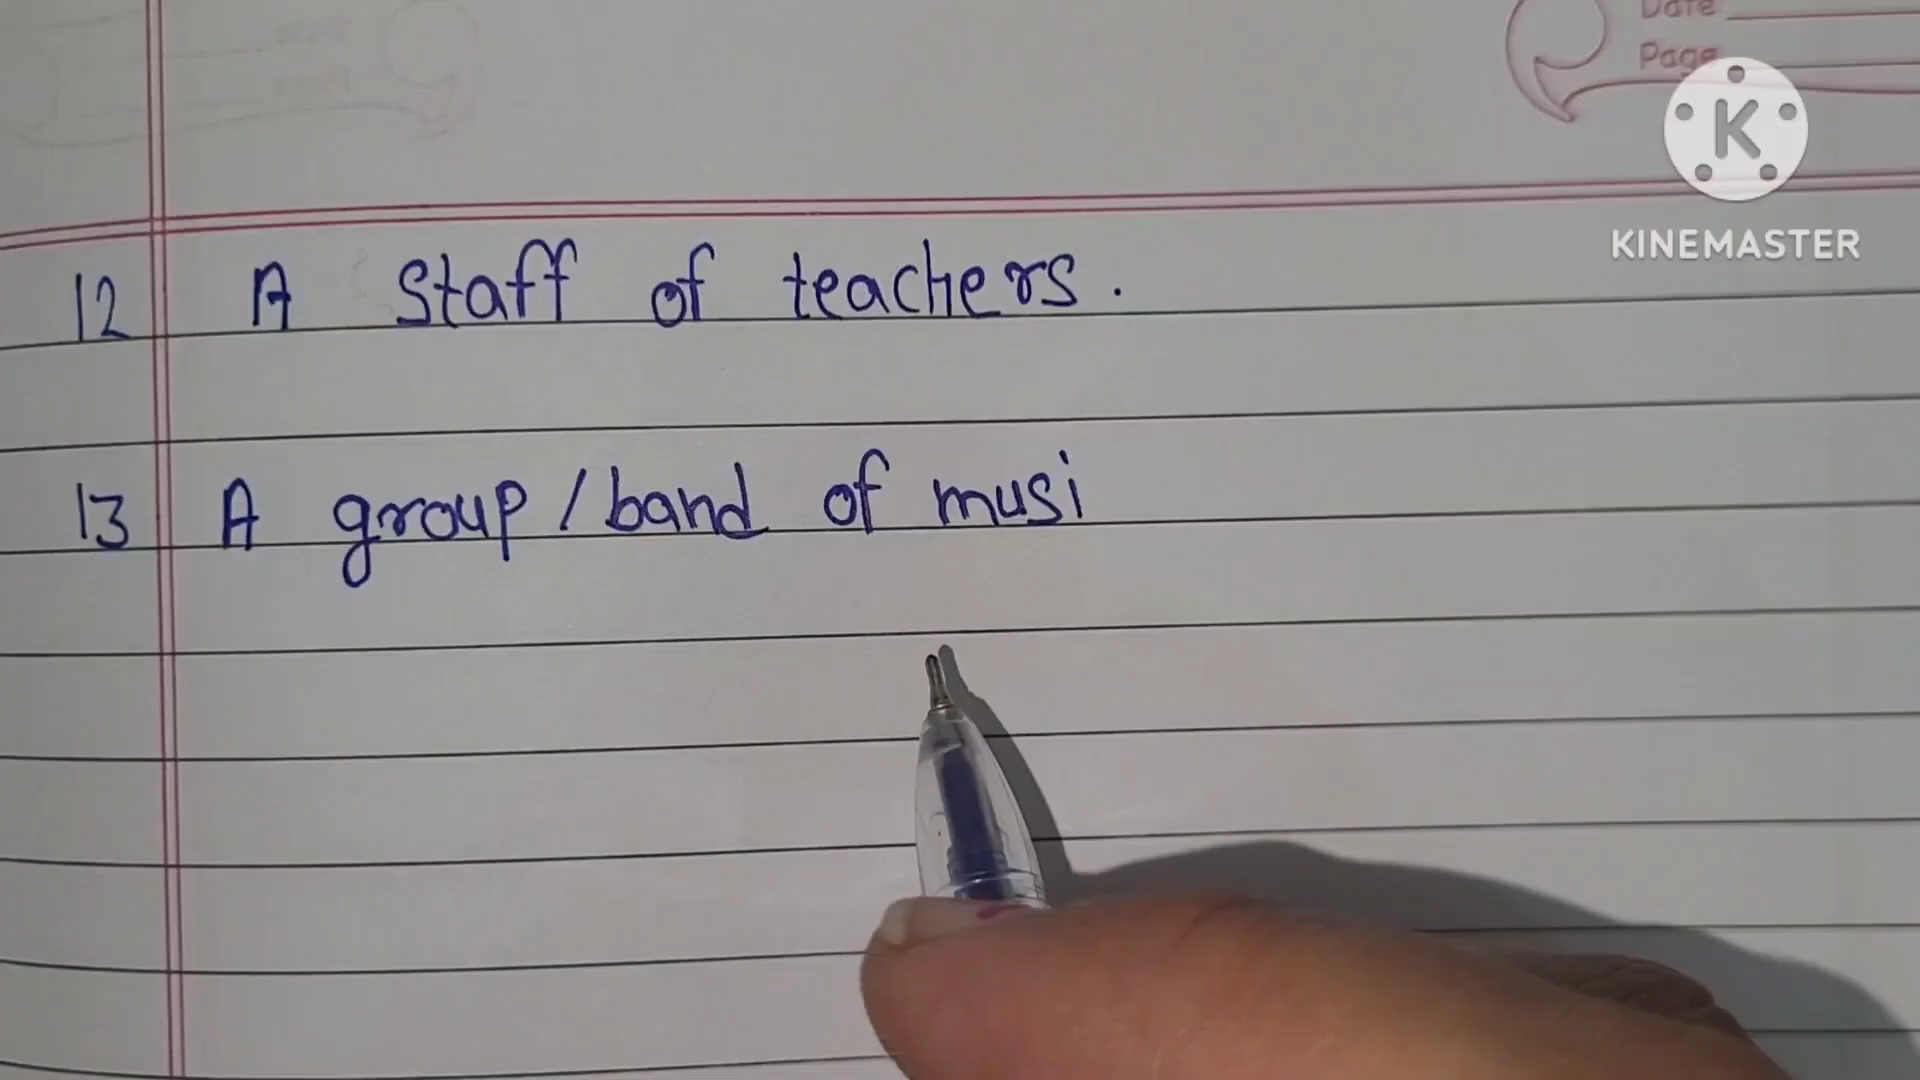 Date
Page
KINEMASTER
12 A Staff of teachers.
13 A group / band of musi